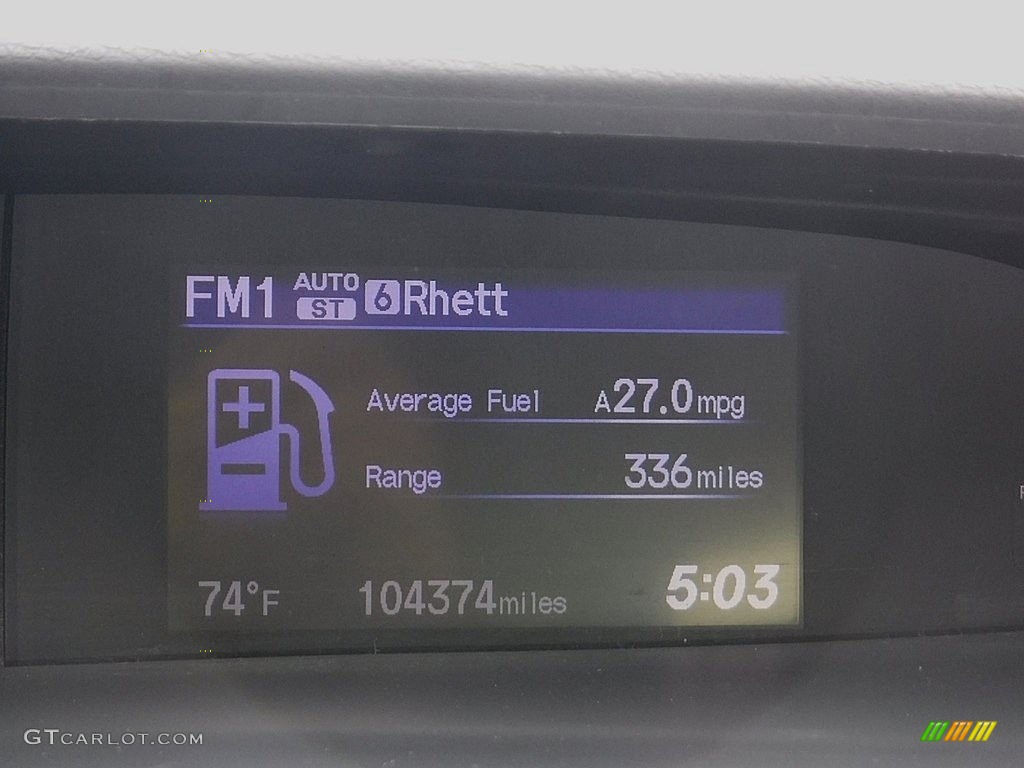 FM1 AUTO ST 6 Rhett
Average Fuel A27.0mpg
Range 336miles
74°F 104374miles 5:03
GTCARLOT.COM